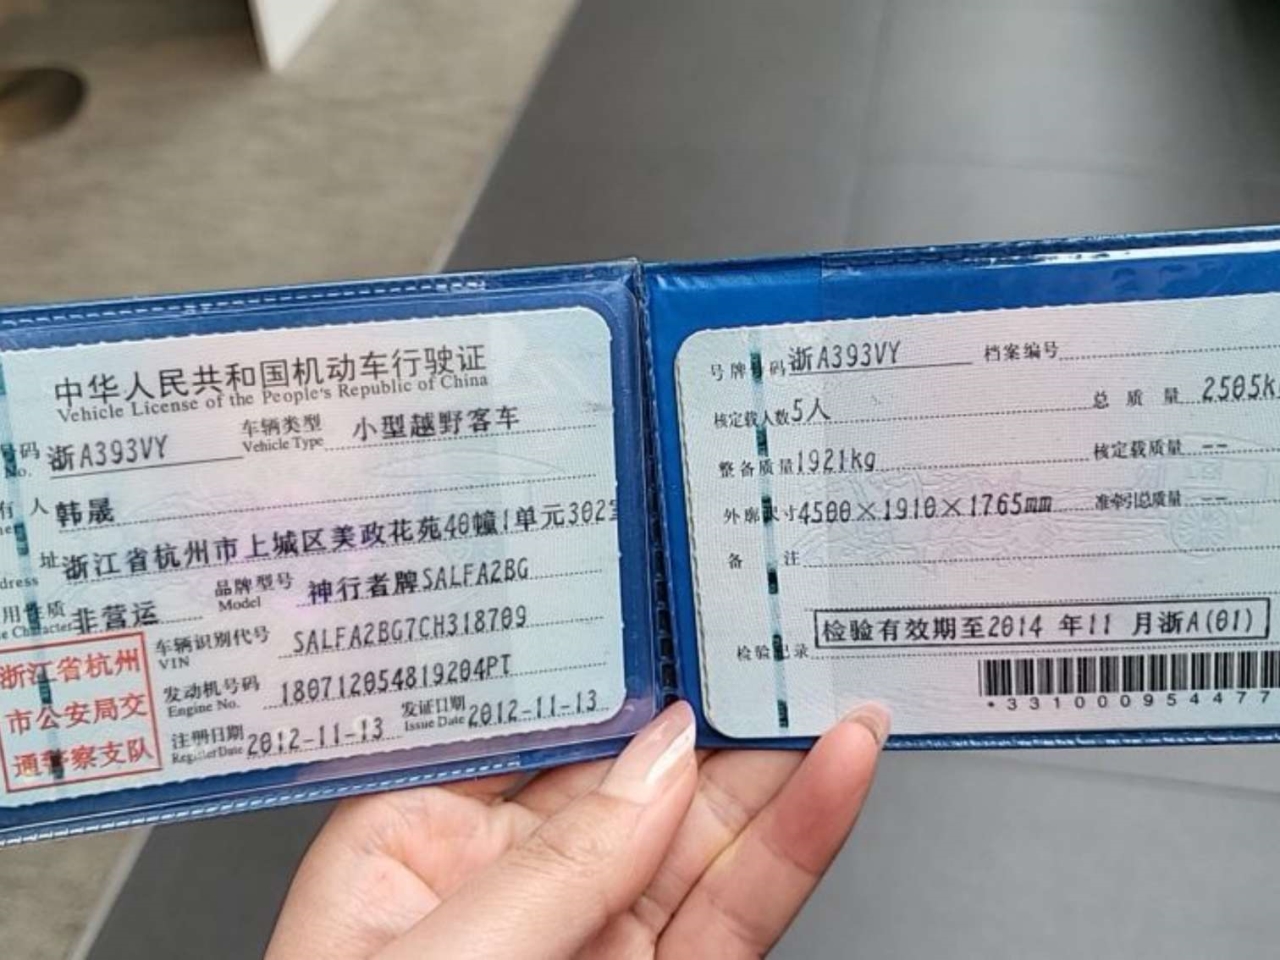 中华人民共和国机动车行驶证
Vehicle License of the People's Republic of China
号码 浙A393VY 车辆类型 小型越野客车
No. Vehicle Type
有人 韩晟
址 浙江省杭州市上城区美政花苑40幢1单元302室
dress
用性质 非营运 品牌型号 神行者牌SALFA2BG
e Character Model
车辆识别代号 SALFA2BG7CH318709
VIN
发动机号码 180712054819204PT
Engine No.
注册日期 2012-11-13 发证日期 2012-11-13
Register Date Issue Date
浙江省杭州
市公安局交
通警察支队
号牌号码 浙A393VY 档案编号
核定载人数 5人 总质量 2505k
整备质量 1921kg 核定载质量 --
外廓尺寸 4500×1910×1765mm 准牵引总质量 --
备注
检验记录 检验有效期至2014 年11 月浙A(01)
*331000954477